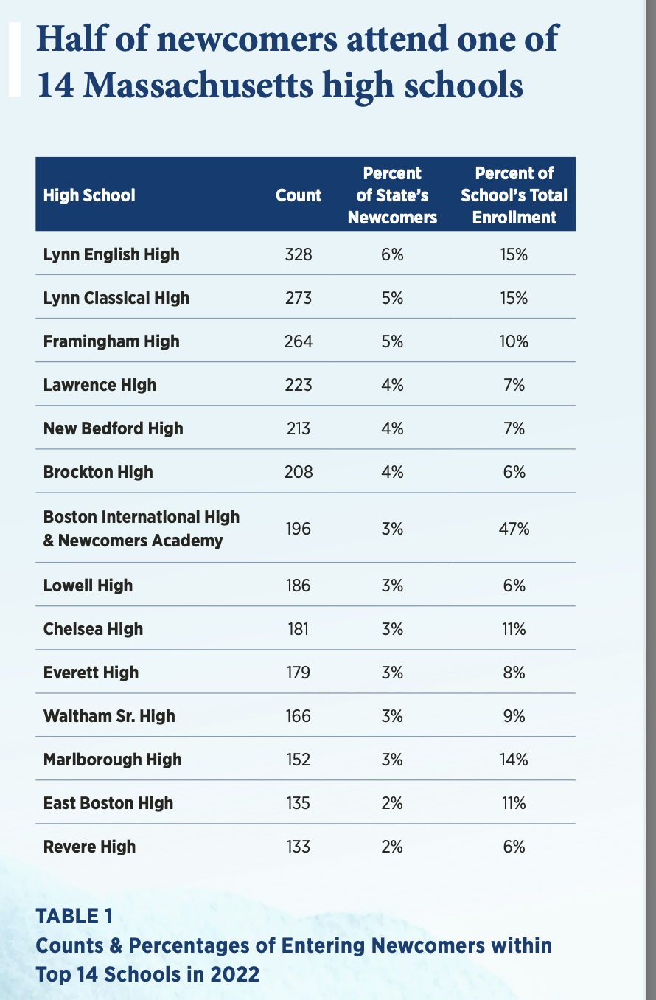 Half of newcomers attend one of
14 Massachusetts high schools
High School Count Percent of State's Newcomers Percent of School's Total Enrollment
Lynn English High 328 6% 15%
Lynn Classical High 273 5% 15%
Framingham High 264 5% 10%
Lawrence High 223 4% 7%
New Bedford High 213 4% 7%
Brockton High 208 4% 6%
Boston International High & Newcomers Academy 196 3% 47%
Lowell High 186 3% 6%
Chelsea High 181 3% 11%
Everett High 179 3% 8%
Waltham Sr. High 166 3% 9%
Marlborough High 152 3% 14%
East Boston High 135 2% 11%
Revere High 133 2% 6%
TABLE 1
Counts & Percentages of Entering Newcomers within
Top 14 Schools in 2022